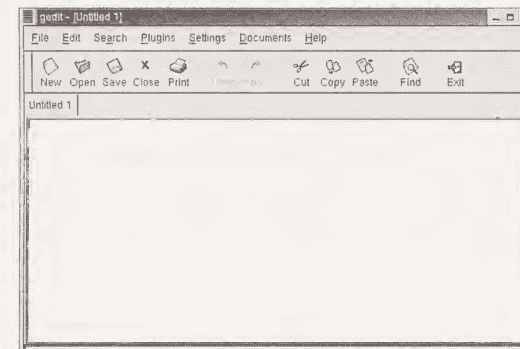 gedit - [Untitled 1]
File Edit Search Plugins Settings Documents Help
New Open Save Close Print Cut Copy Paste Find Exit
Untitled 1